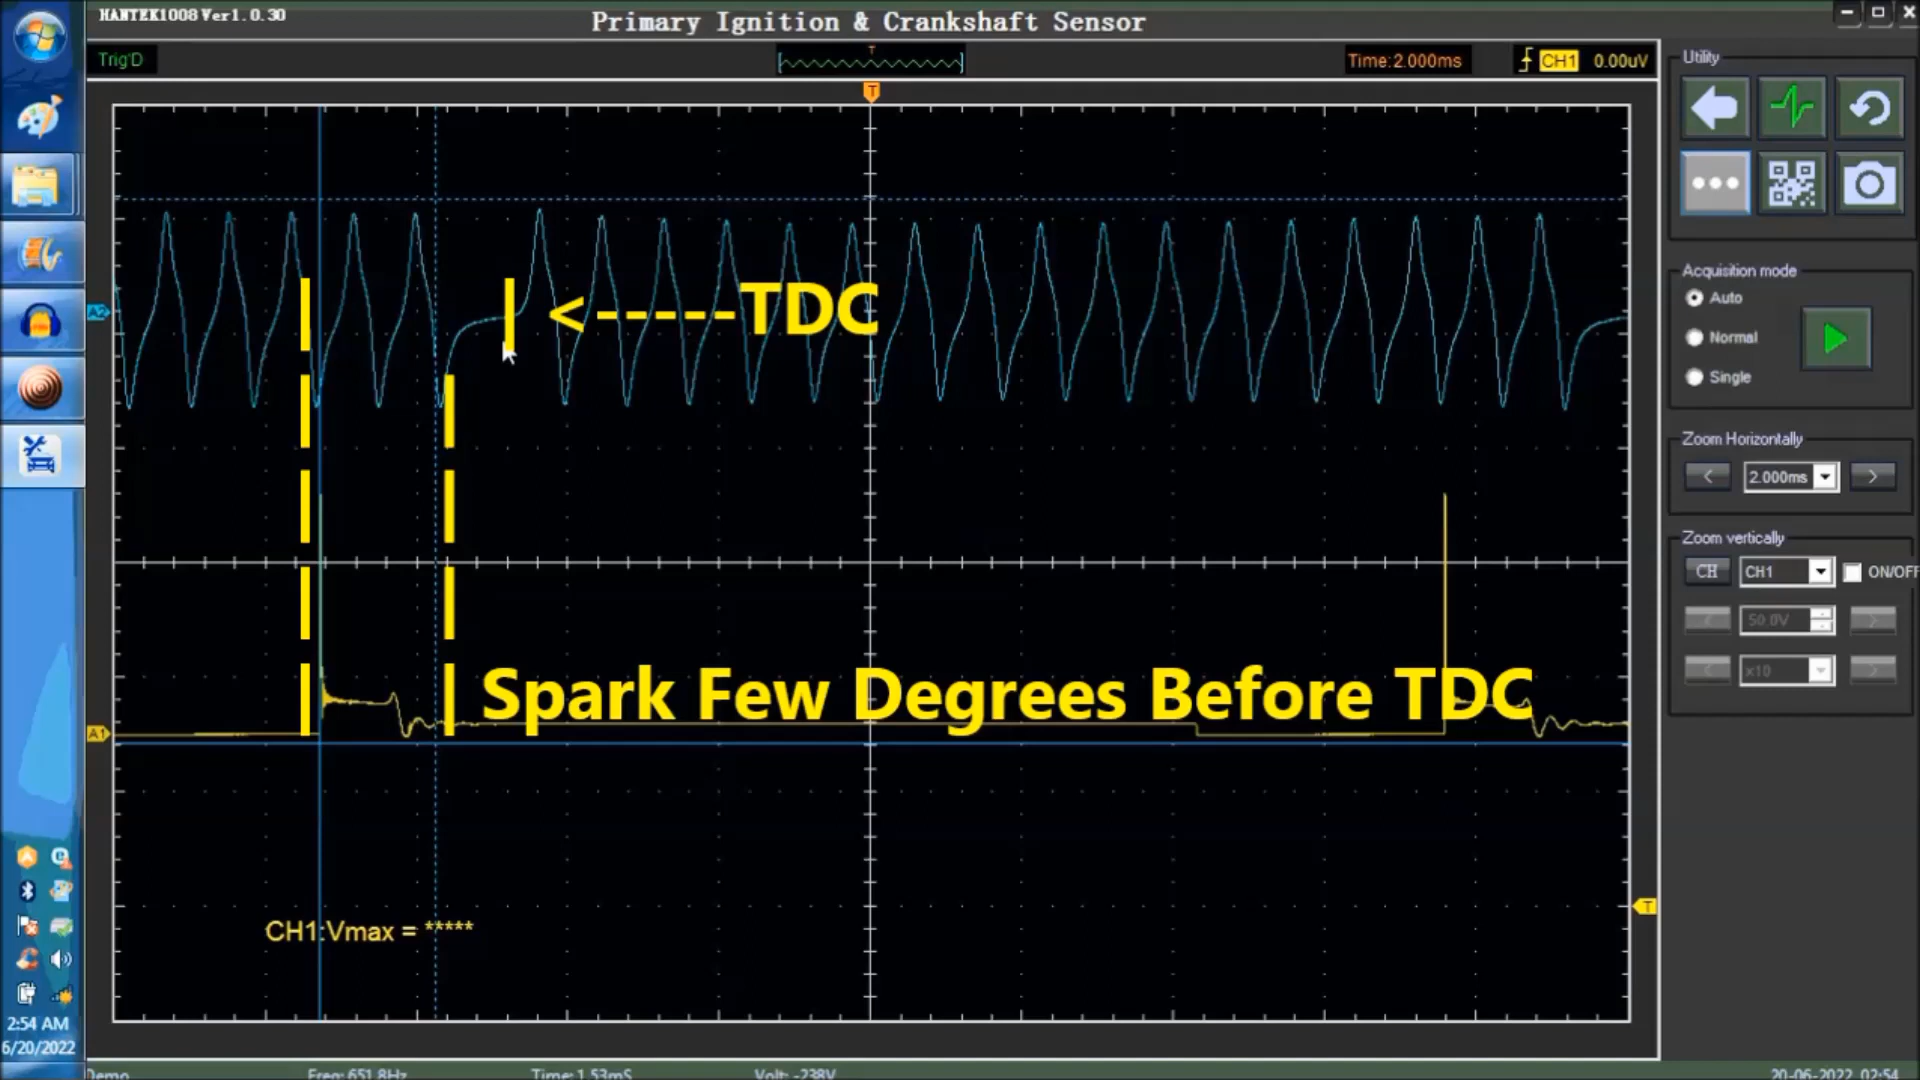 HANTEK1008 Ver1.0.30
Primary Ignition & Crankshaft Sensor
Trig'D
T
Time:2.000ms
CH1 0.00uV
T
A2
<-----TDC
Spark Few Degrees Before TDC
A1
T
CH1:Vmax = *****
Utility
Acquisition mode
Auto
Normal
Single
Zoom Horizontally
< 2.000ms >
Zoom vertically
CH CH1 ON/OFF
< 50.0V >
< x10 >
2:54 AM
6/20/2022
Demo Freq: 651.8Hz Time: 1.53mS Volt: -238V 20-06-2022 02:54